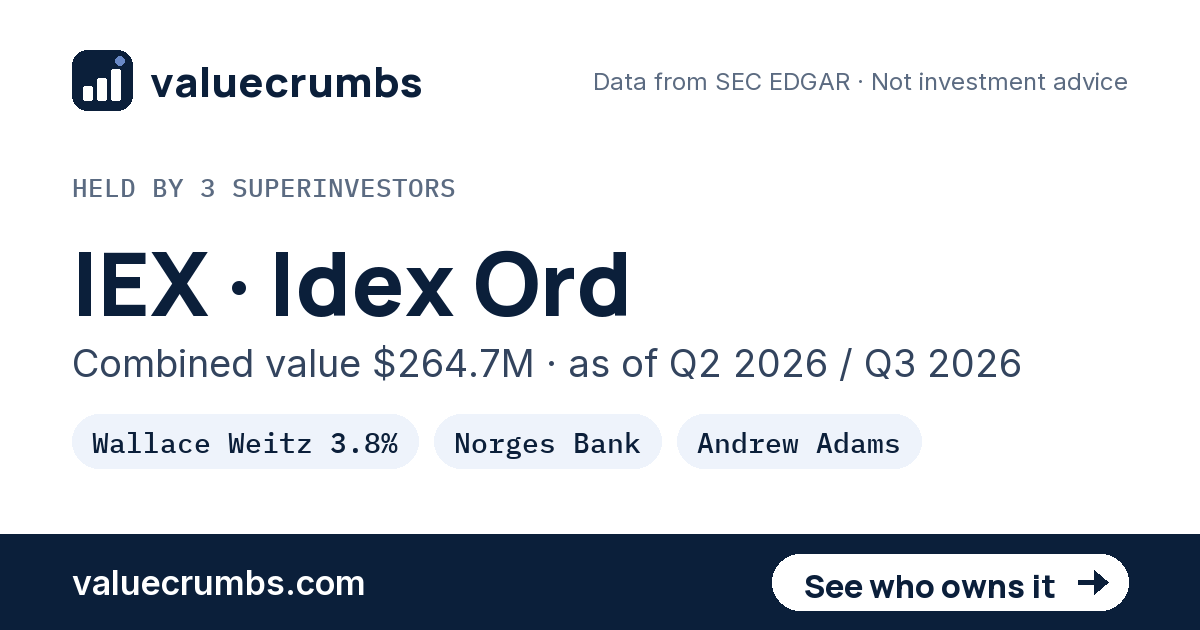 valuecrumbs
Data from SEC EDGAR · Not investment advice
HELD BY 3 SUPERINVESTORS
IEX · Idex Ord
Combined value $264.7M · as of Q2 2026 / Q3 2026
Wallace Weitz 3.8%
Norges Bank
Andrew Adams
valuecrumbs.com
See who owns it →